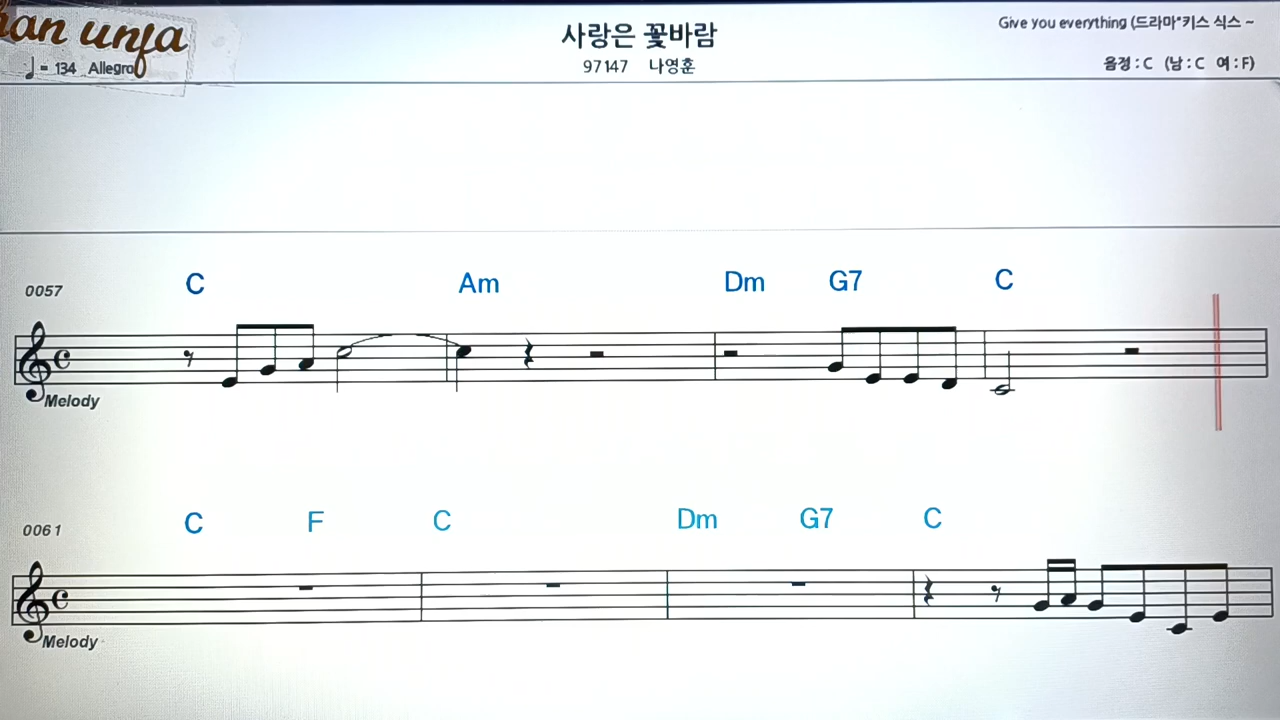 han unja
사랑은 꽃바람
Give you everything (드라마*키스 식스 ~
= 134 Allegro
97147 나영훈
음정 : C (남 : C 여 : F)
0057
C Am Dm G7 C
Melody
0061
C F C Dm G7 C
Melody